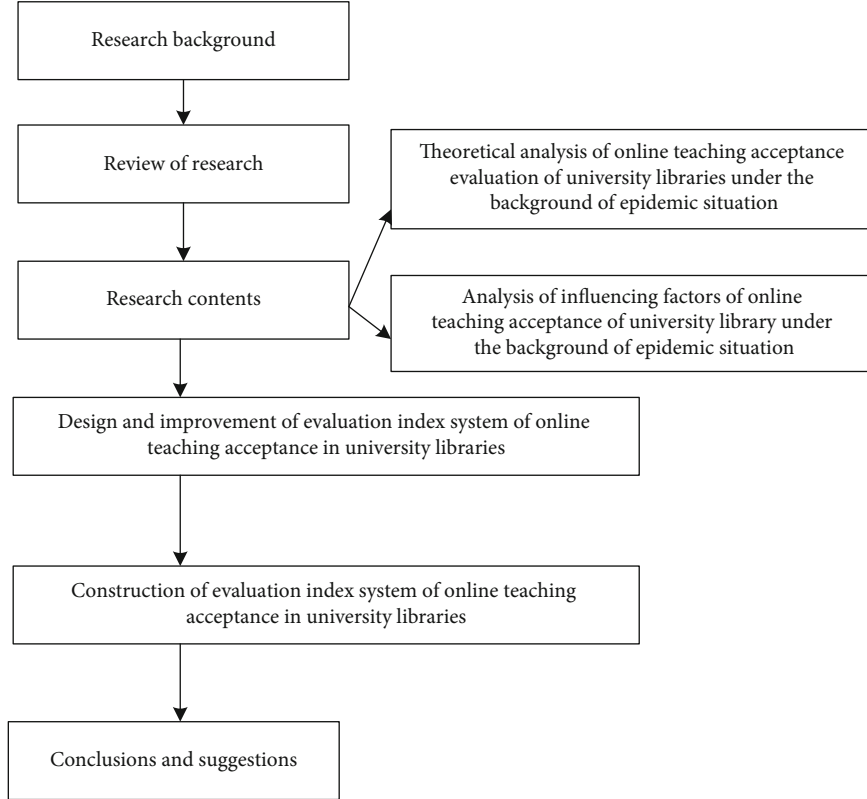 Research background
Review of research
Theoretical analysis of online teaching acceptance
evaluation of university libraries under the
background of epidemic situation
Research contents
Analysis of influencing factors of online
teaching acceptance of university library under
the background of epidemic situation
Design and improvement of evaluation index system of online
teaching acceptance in university libraries
Construction of evaluation index system of online teaching
acceptance in university libraries
Conclusions and suggestions